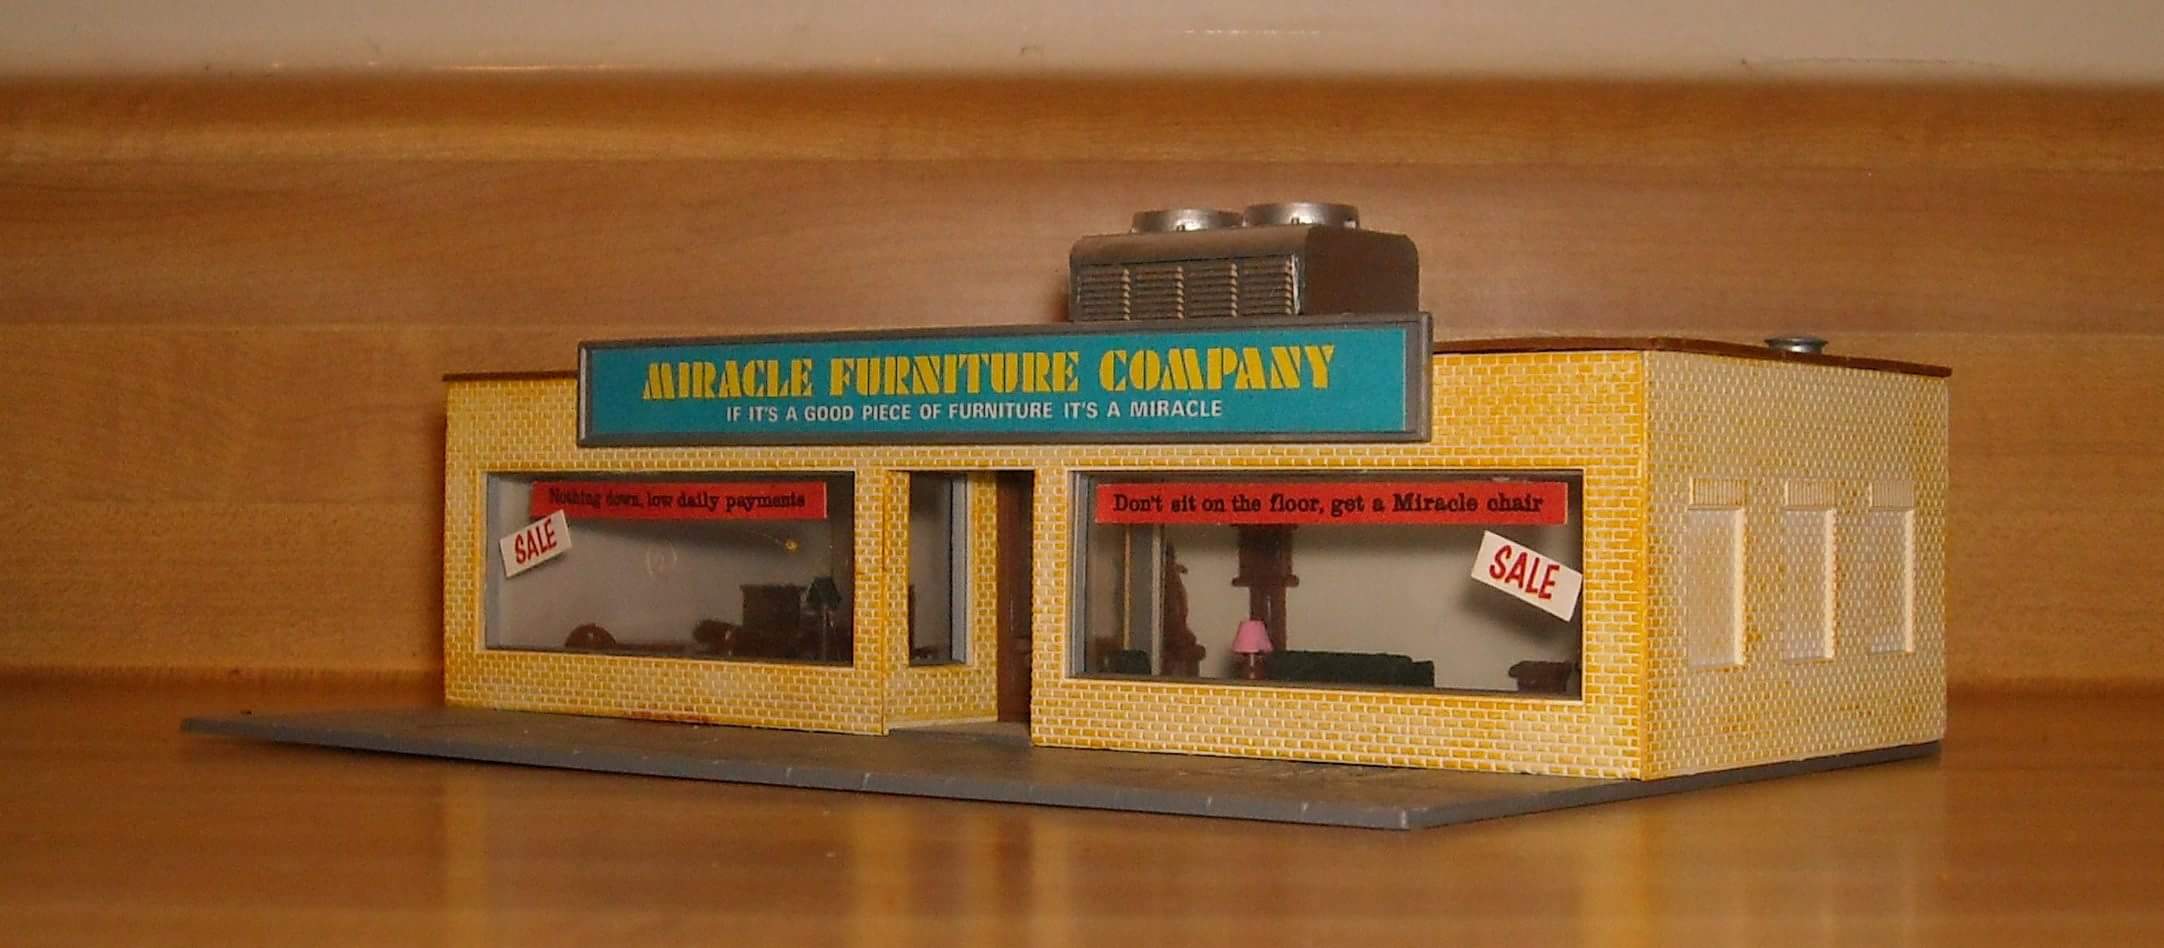 MIRACLE FURNITURE COMPANY
IF IT'S A GOOD PIECE OF FURNITURE IT'S A MIRACLE
Nothing down, low daily payments
SALE
Don't sit on the floor, get a Miracle chair
SALE